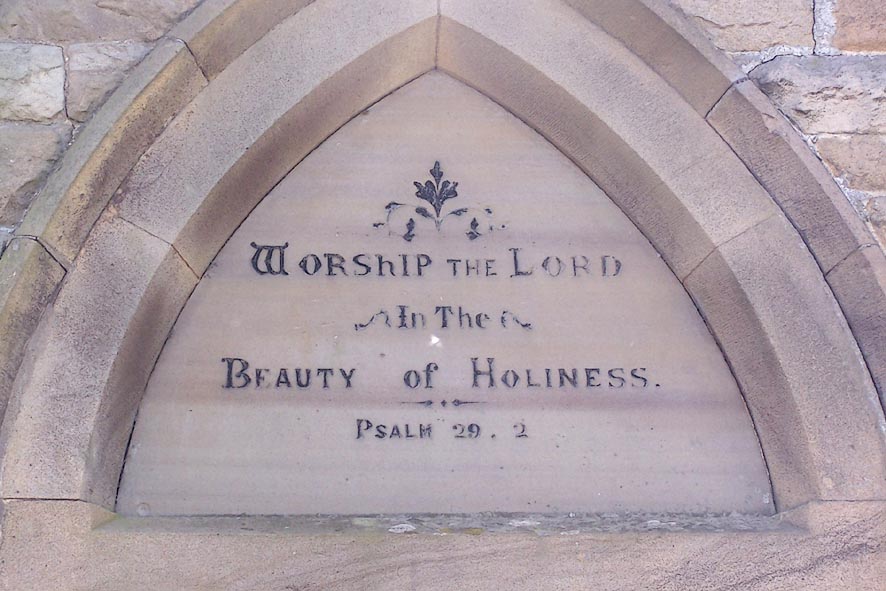 Worship the Lord
In The
Beauty of Holiness.
Psalm 29. 2